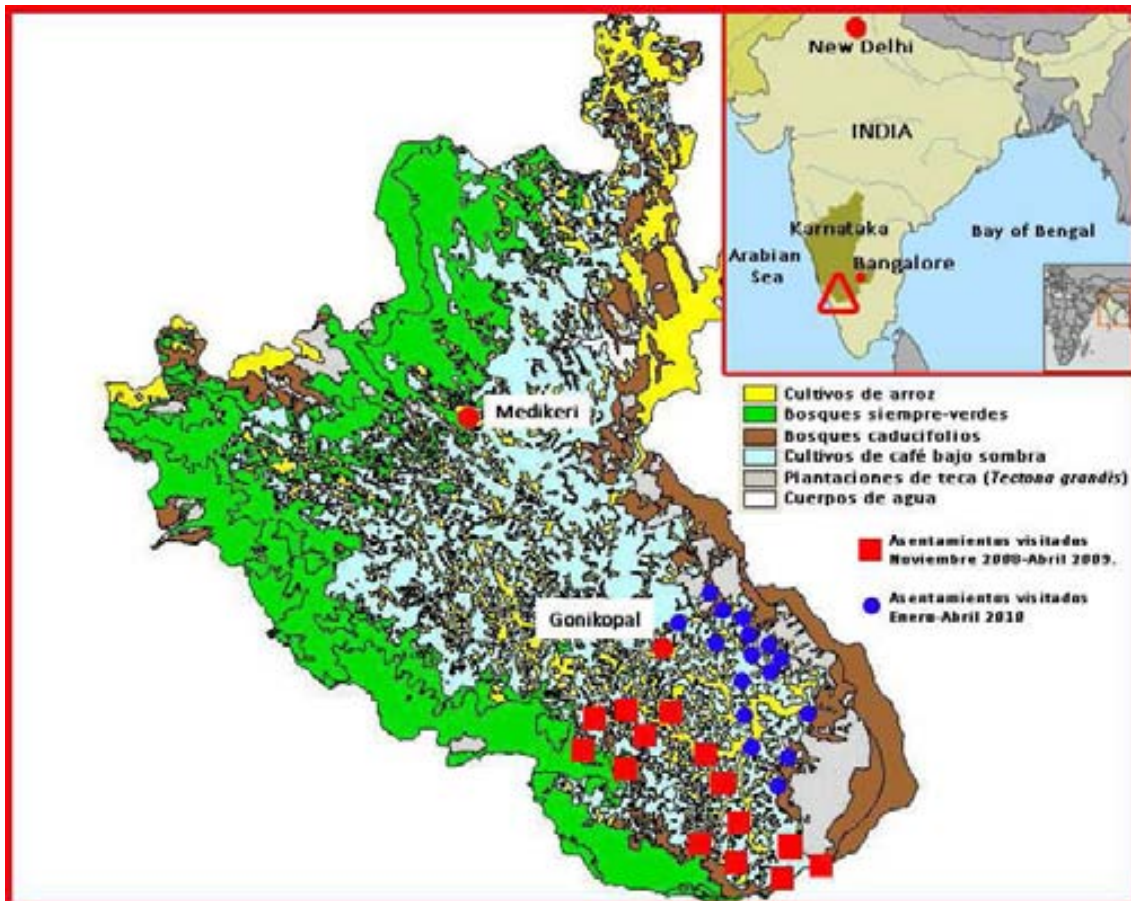 New Delhi
INDIA
Karnataka
Bay of Bengal
Arabian
Sea
Bangalore
Cultivos de arroz
Bosques siempre-verdes
Medikeri
Bosques caducifolios
Cultivos de café bajo sombra
Plantaciones de teca (Tectona grandis)
Cuerpos de agua
Asentamientos visitados
Noviembre 2008-Abril 2009.
Asentamientos visitados
Enero-Abril 2010
Gonikopal